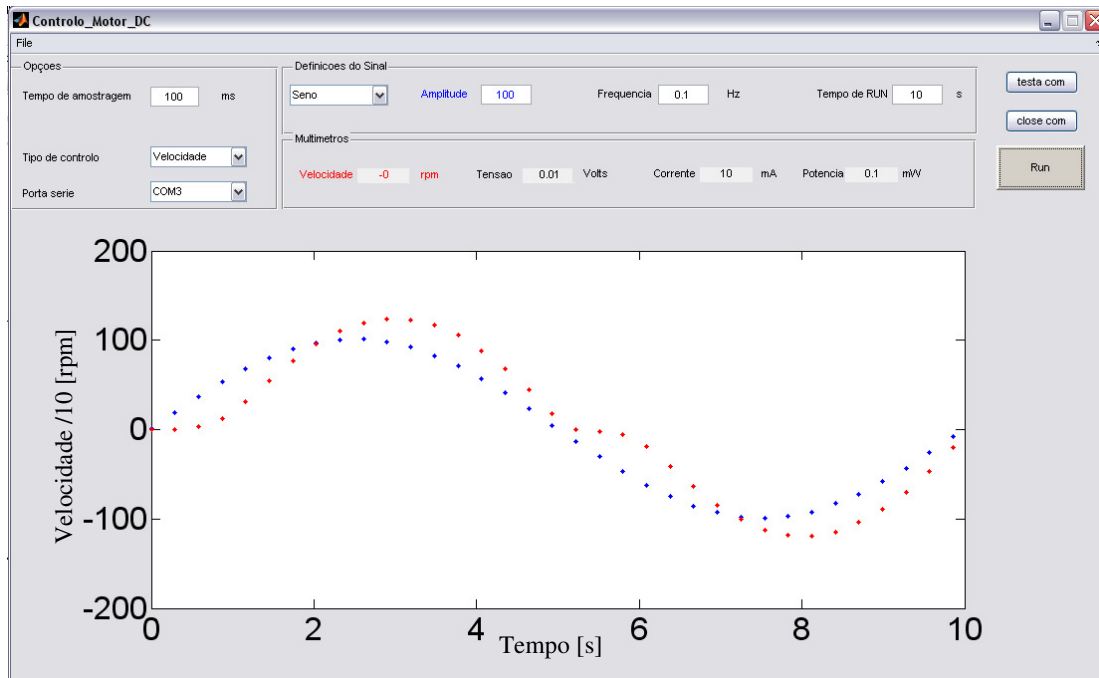 Controlo_Motor_DC
File
Opçoes
Tempo de amostragem 100 ms
Tipo de controlo Velocidade
Porta serie COM3
Definicoes do Sinal
Seno Amplitude 100 Frequencia 0.1 Hz Tempo de RUN 10 s
Multimetros
Velocidade -0 rpm Tensao 0.01 Volts Corrente 10 mA Potencia 0.1 mW
testa com
close com
Run
Velocidade /10 [rpm]
200
100
0
-100
-200
0 2 4 6 8 10
Tempo [s]